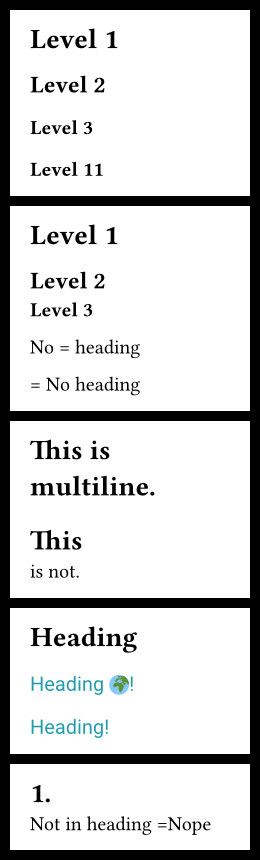 Level 1
Level 2
Level 3
Level 11
Level 1
Level 2
Level 3
No = heading
= No heading
This is
multiline.
This
is not.
Heading
Heading 🌍!
Heading!
1.
Not in heading =Nope